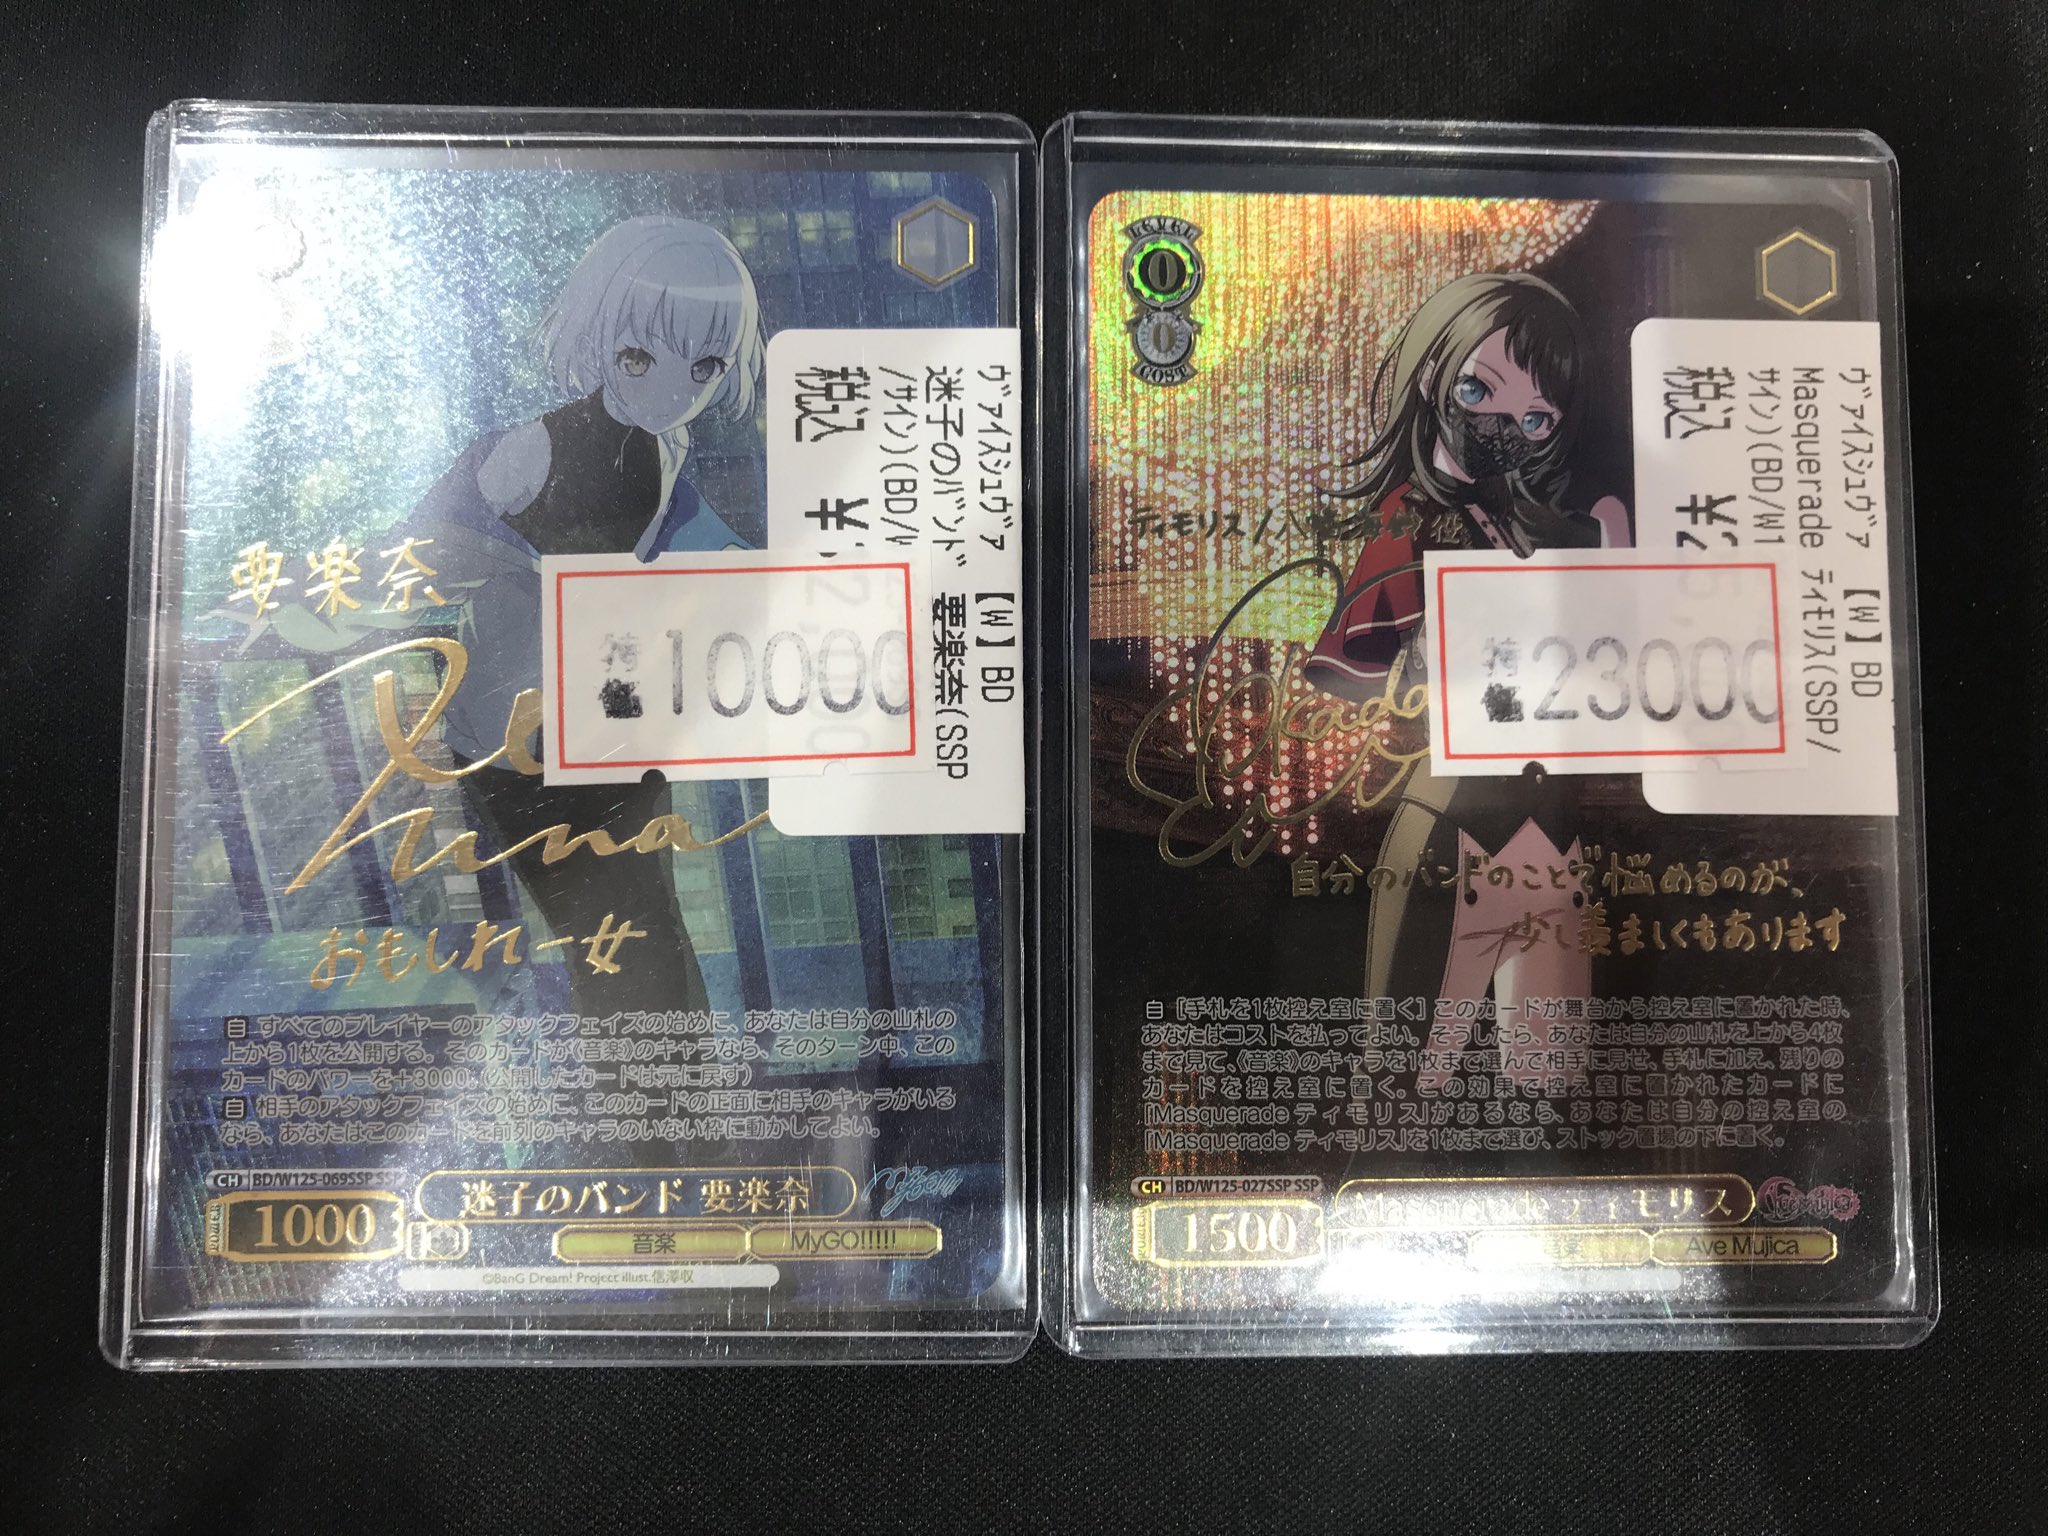 要楽奈
Runa
おもしれー女
ヴァイスシュヴァ 【W】BD
迷子のバンド 要楽奈(SSP
/サイン)(BD/W
税込
特価 10000
自 すべてのプレイヤーのアタックフェイズの始めに、あなたは自分の山札の
上から1枚を公開する。そのカードが《音楽》のキャラなら、そのターン中、この
カードのパワーを+3000。(公開したカードは元に戻す)
自 相手のアタックフェイズの始めに、このカードの正面に相手のキャラがいる
なら、あなたはこのカードを前列のキャラのいない枠に動かしてよい。
CH BD/W125-069SSP SSP
迷子のバンド 要楽奈
POWER 1000
音楽 MyGO!!!!!
©BanG Dream! Project illust.信澤収
LEVEL
0
0
COST
ティモリス/八幡海鈴役
Okada
ヴァイスシュヴァ 【W】BD
Masquerade ティモリス(SSP/
サイン)(BD/W1
税込
特価 23000
自分のバンドのことで悩めるのが、
少し羨ましくもあります
自 [手札を1枚控え室に置く] このカードが舞台から控え室に置かれた時、
あなたはコストを払ってよい。そうしたら、あなたは自分の山札を上から4枚
まで見て、《音楽》のキャラを1枚まで選んで相手に見せ、手札に加え、残りの
カードを控え室に置く。この効果で控え室に置かれたカードに
『Masquerade ティモリス』があるなら、あなたは自分の控え室の
『Masquerade ティモリス』を1枚まで選び、ストック置場の下に置く。
CH BD/W125-027SSP SSP
Masquerade ティモリス
POWER 1500
音楽 Ave Mujica